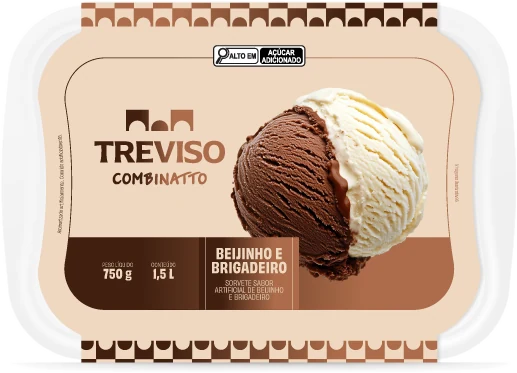 ALTO EM
AÇÚCAR
ADICIONADO
TREVISO
COMBINATTO
PESO LÍQUIDO
750 g
CONTEÚDO
1,5 L
BEIJINHO E
BRIGADEIRO
SORVETE SABOR
ARTIFICIAL DE BEIJINHO
E BRIGADEIRO